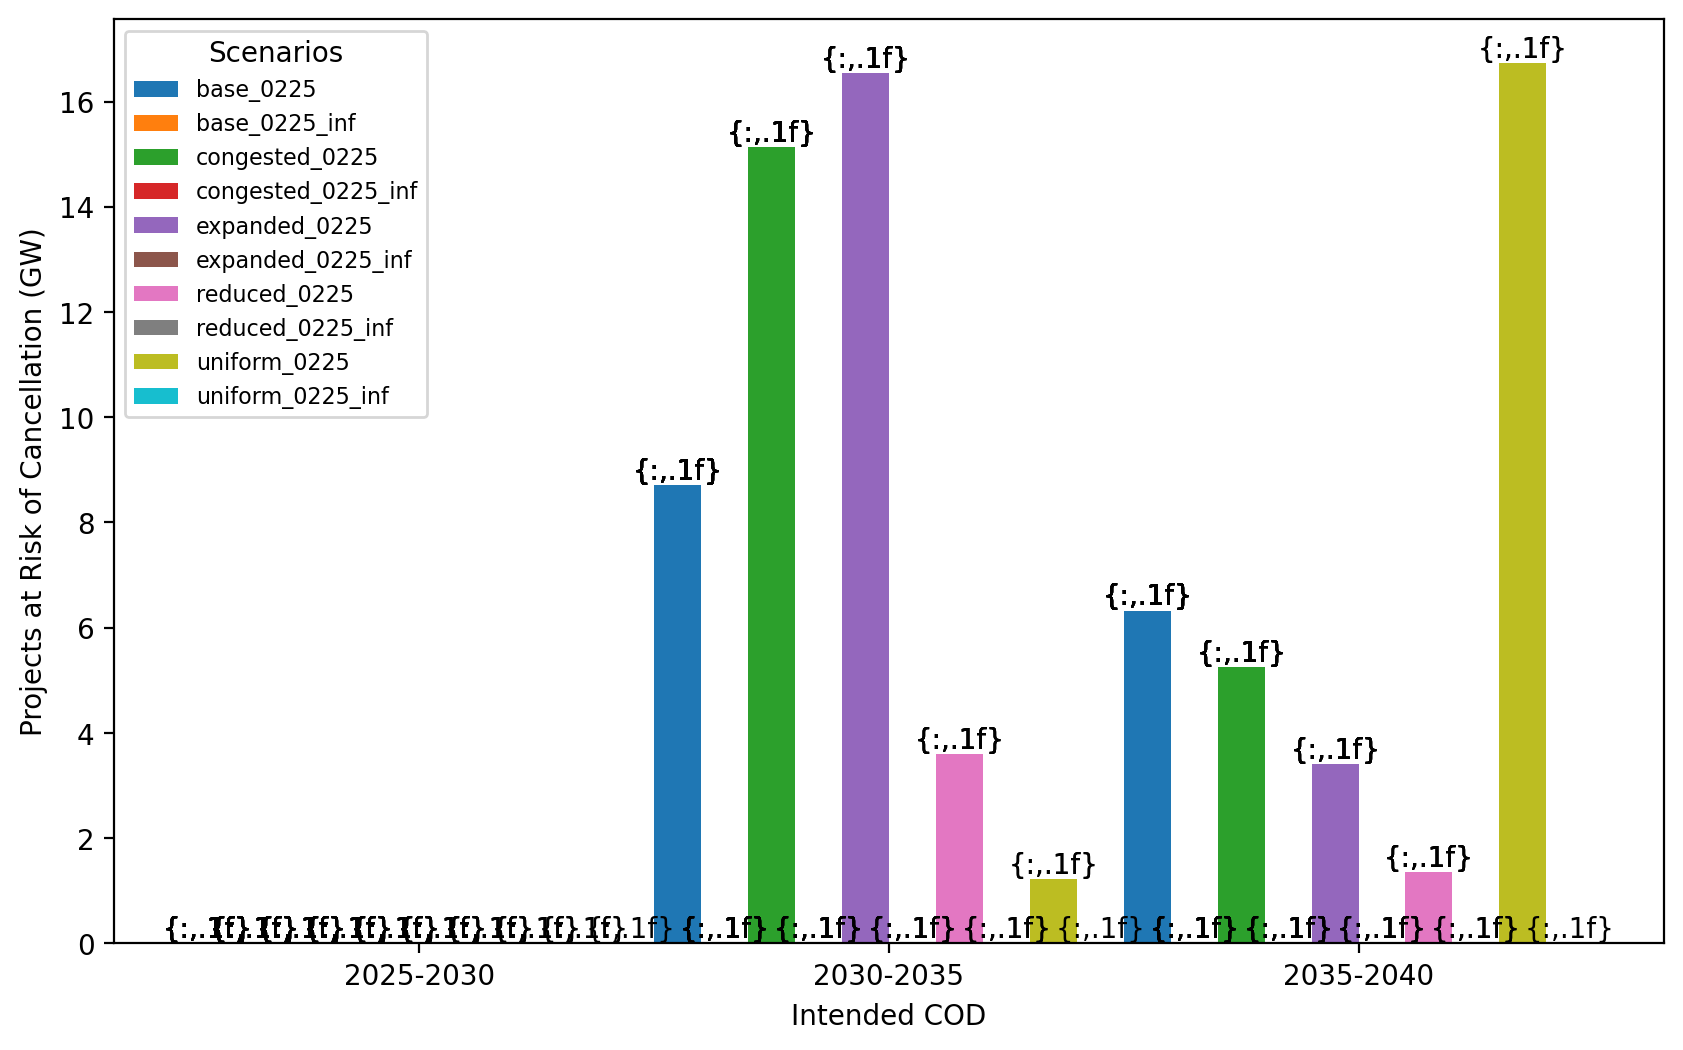 Scenarios
base_0225
base_0225_inf
congested_0225
congested_0225_inf
expanded_0225
expanded_0225_inf
reduced_0225
reduced_0225_inf
uniform_0225
uniform_0225_inf
Projects at Risk of Cancellation (GW)
16
14
12
10
8
6
4
2
0
{:,.1f}
{:,.1f}
{:,.1f}
{:,.1f}
{:,.1f}
{:,.1f}
{:,.1f}
{:,.1f}
{:,.1f}
{:,.1f}
{:,.1f} {:,.1f} {:,.1f} {:,.1f} {:,.1f} {:,.1f} {:,.1f} {:,.1f} {:,.1f} {:,.1f}
2025-2030 2030-2035 2035-2040
Intended COD